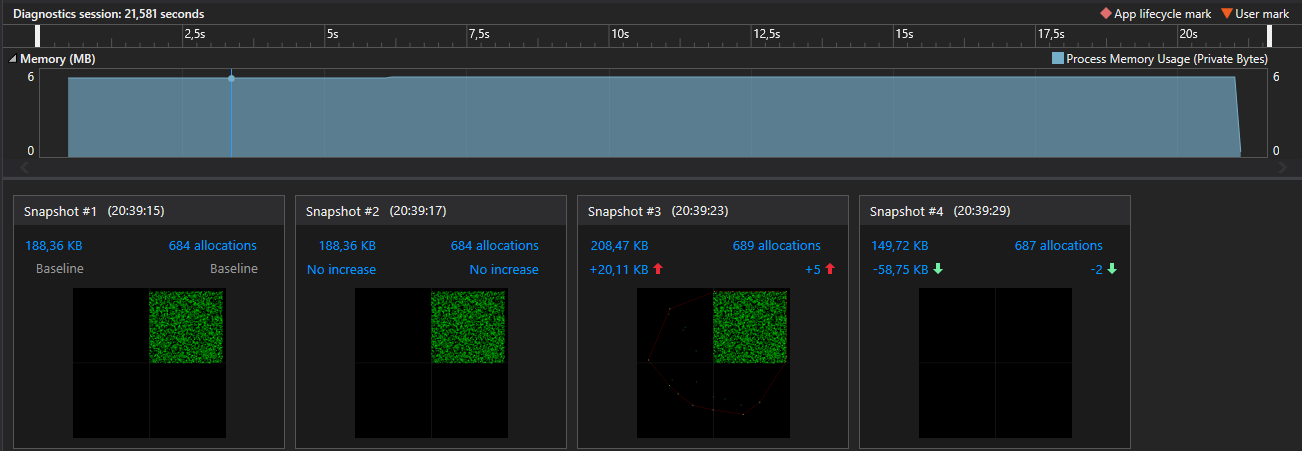 Diagnostics session: 21,581 seconds App lifecycle mark User mark
2,5s 5s 7,5s 10s 12,5s 15s 17,5s 20s
Memory (MB) Process Memory Usage (Private Bytes)
6 6
0 0
Snapshot #1 (20:39:15) Snapshot #2 (20:39:17) Snapshot #3 (20:39:23) Snapshot #4 (20:39:29)
188,36 KB 684 allocations 188,36 KB 684 allocations 208,47 KB 689 allocations 149,72 KB 687 allocations
Baseline Baseline No increase No increase +20,11 KB +5 -58,75 KB -2